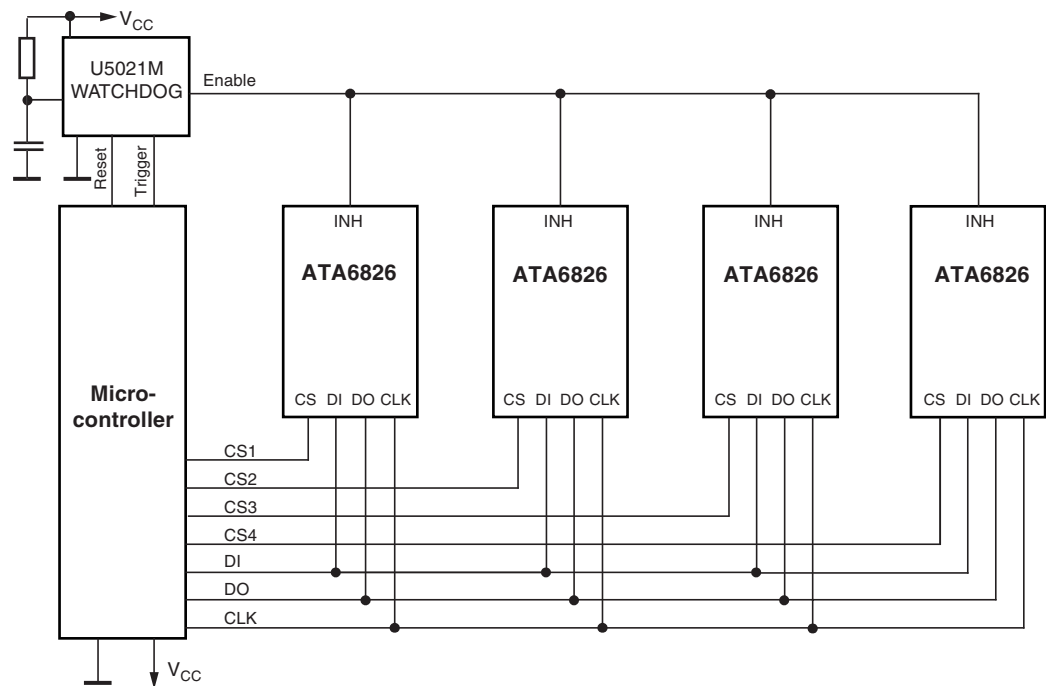 VCC
U5021M
WATCHDOG
Enable
Reset
Trigger
INH
INH
INH
INH
ATA6826
ATA6826
ATA6826
ATA6826
Micro-
controller
CS DI DO CLK
CS DI DO CLK
CS DI DO CLK
CS DI DO CLK
CS1
CS2
CS3
CS4
DI
DO
CLK
VCC